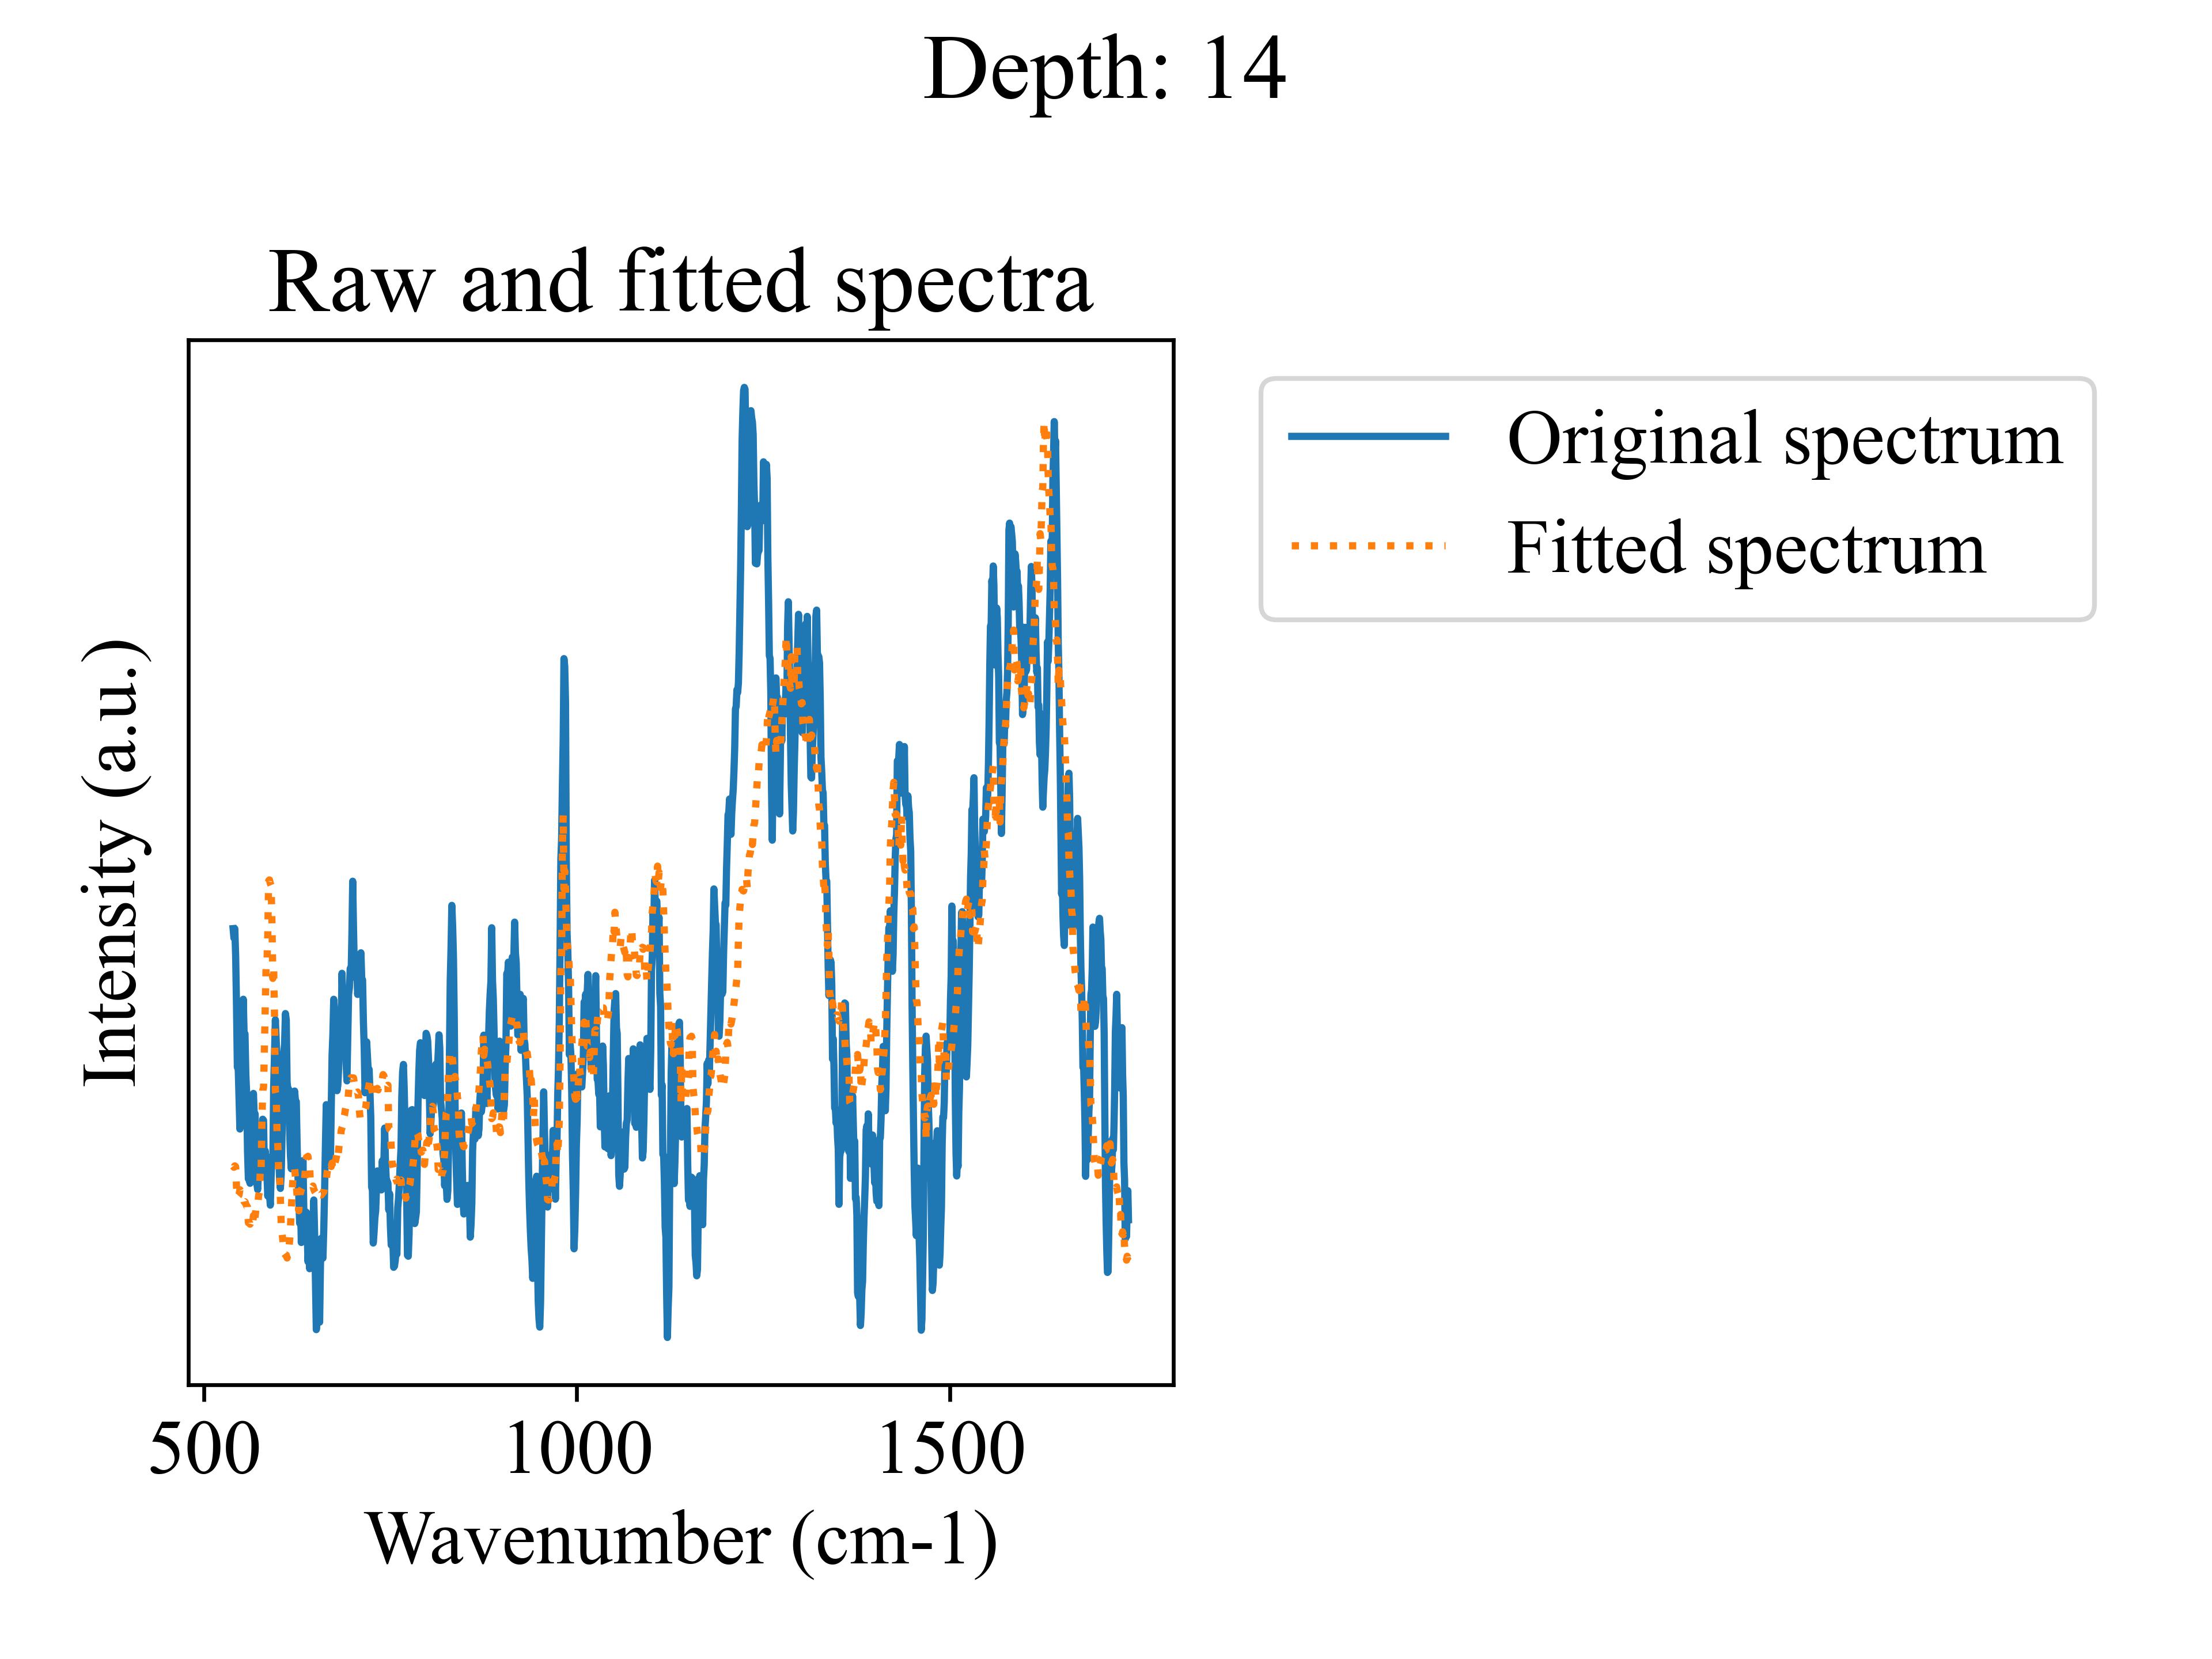 Depth: 14
Raw and fitted spectra
Original spectrum
Fitted spectrum
Intensity (a.u.)
500 1000 1500
Wavenumber (cm-1)